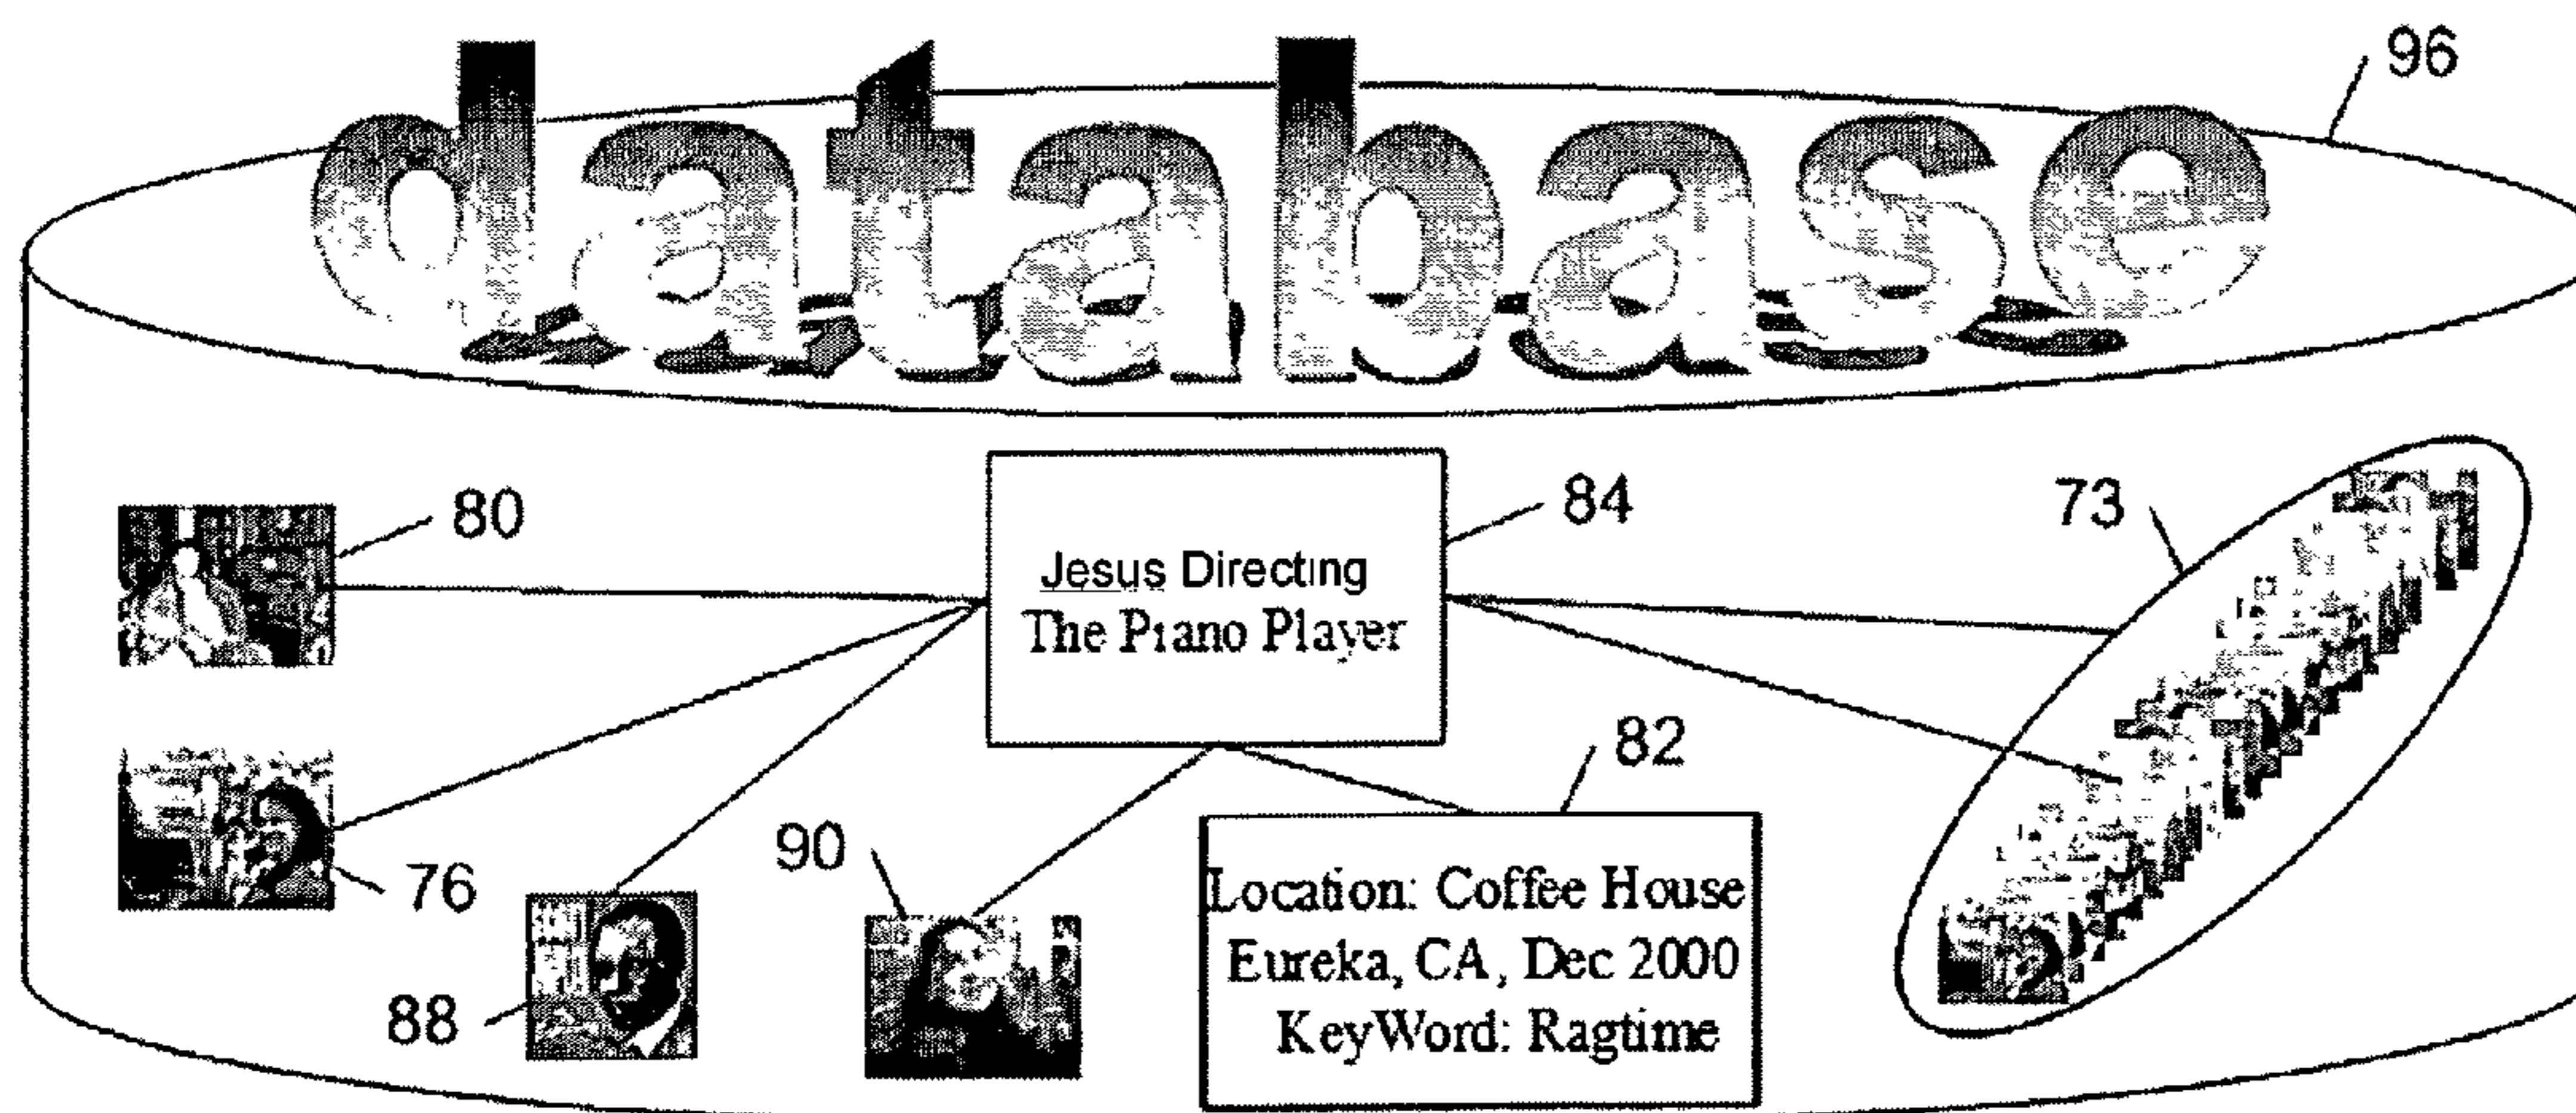 96
database
80
84
73
Jesus Directing
The Piano Player
82
76
90
88
Location: Coffee House
Eureka, CA, Dec 2000
KeyWord: Ragtime